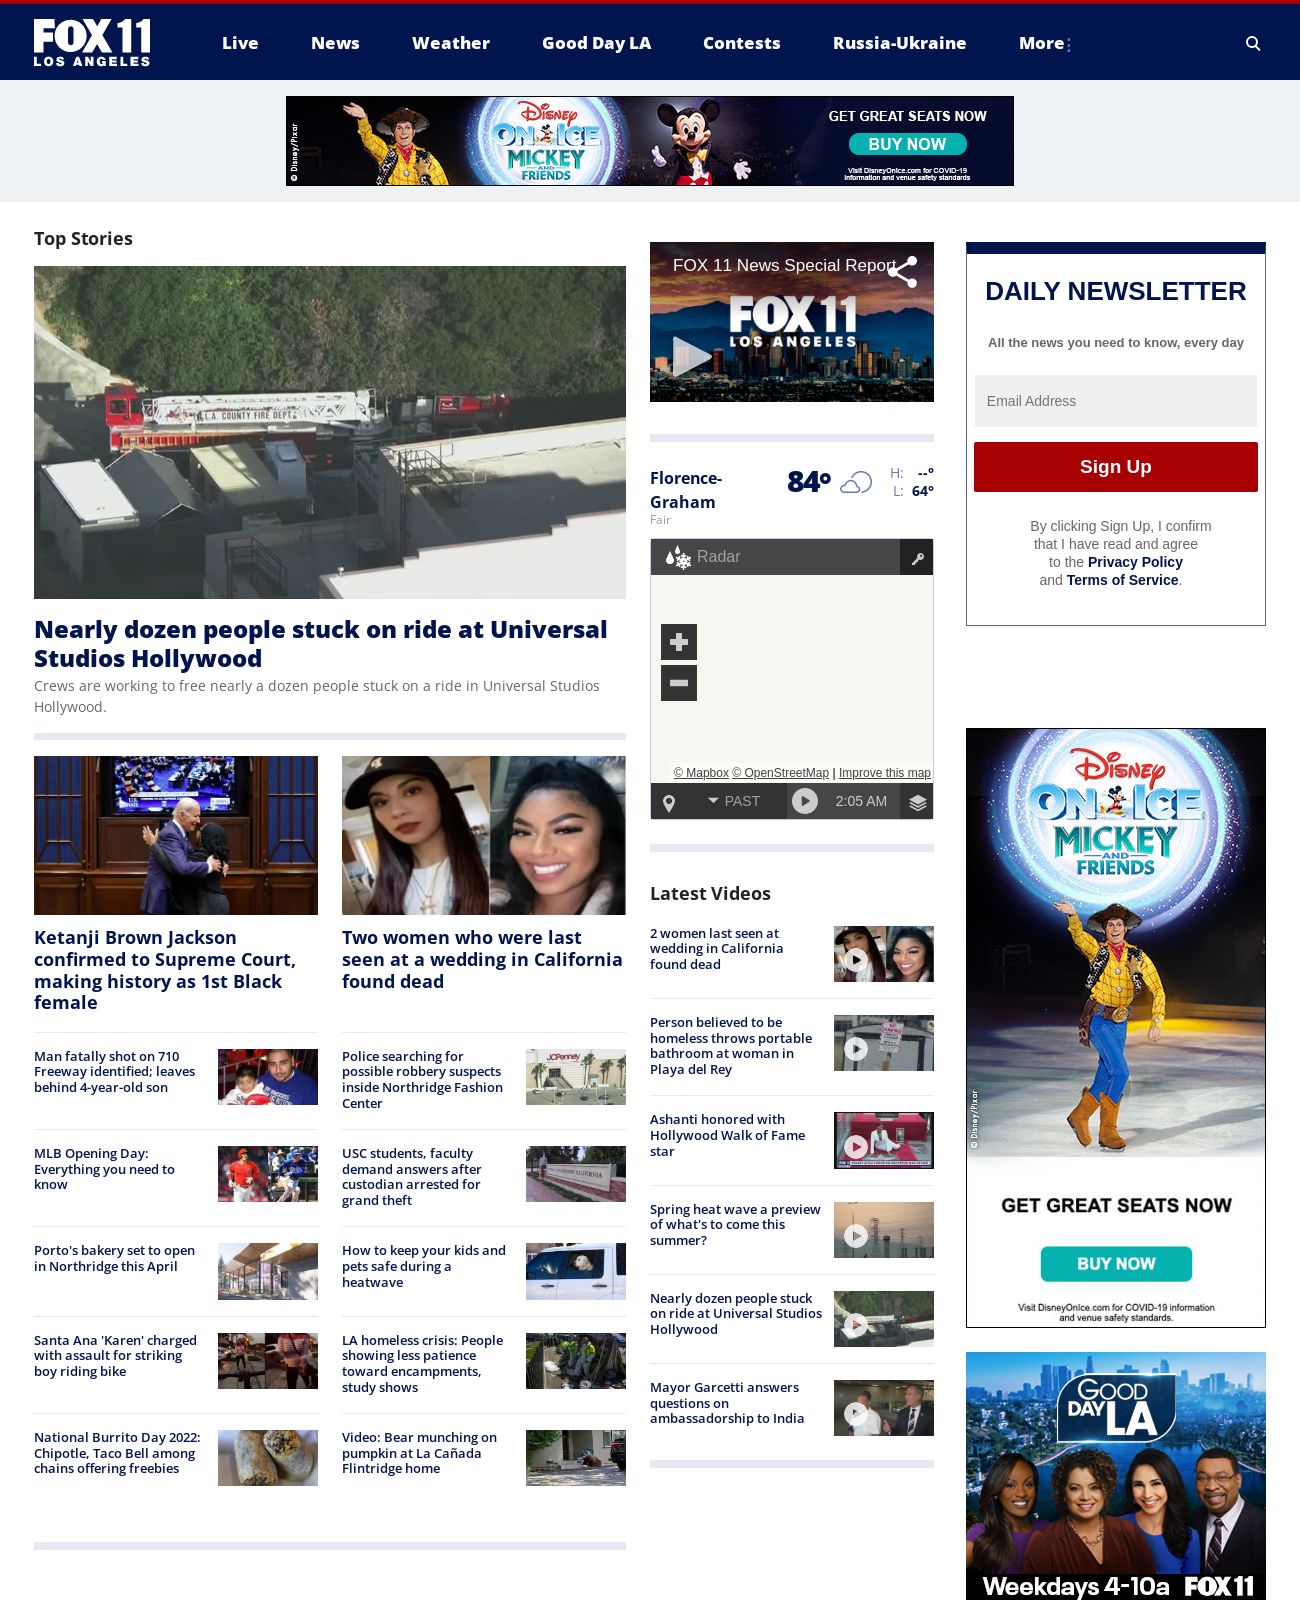 FOX 11
LOS ANGELES
Live
News
Weather
Good Day LA
Contests
Russia-Ukraine
More
© Disney/Pixar
Disney
ON ICE
MICKEY
AND
FRIENDS
GET GREAT SEATS NOW
BUY NOW
Visit DisneyOnIce.com for COVID-19
information and venue safety standards
Top Stories
L.A. COUNTY FIRE DEPT.
Nearly dozen people stuck on ride at Universal
Studios Hollywood
Crews are working to free nearly a dozen people stuck on a ride in Universal Studios
Hollywood.
Ketanji Brown Jackson
confirmed to Supreme Court,
making history as 1st Black
female
Two women who were last
seen at a wedding in California
found dead
Man fatally shot on 710
Freeway identified; leaves
behind 4-year-old son
MLB Opening Day:
Everything you need to
know
Porto's bakery set to open
in Northridge this April
Santa Ana 'Karen' charged
with assault for striking
boy riding bike
National Burrito Day 2022:
Chipotle, Taco Bell among
chains offering freebies
Police searching for
possible robbery suspects
inside Northridge Fashion
Center
JCPenney
USC students, faculty
demand answers after
custodian arrested for
grand theft
How to keep your kids and
pets safe during a
heatwave
LA homeless crisis: People
showing less patience
toward encampments,
study shows
Video: Bear munching on
pumpkin at La Cañada
Flintridge home
FOX 11 News Special Report
FOX 11
LOS ANGELES
Florence-
Graham
Fair
84°
H: --°
L: 64°
Radar
© Mapbox © OpenStreetMap | Improve this map
PAST
2:05 AM
Latest Videos
2 women last seen at
wedding in California
found dead
Person believed to be
homeless throws portable
bathroom at woman in
Playa del Rey
Ashanti honored with
Hollywood Walk of Fame
star
Spring heat wave a preview
of what's to come this
summer?
Nearly dozen people stuck
on ride at Universal Studios
Hollywood
Mayor Garcetti answers
questions on
ambassadorship to India
DAILY NEWSLETTER
All the news you need to know, every day
Email Address
Sign Up
By clicking Sign Up, I confirm
that I have read and agree
to the Privacy Policy
and Terms of Service.
Disney
ON ICE
MICKEY
AND
FRIENDS
© Disney/Pixar
GET GREAT SEATS NOW
BUY NOW
Visit DisneyOnIce.com for COVID-19 information
and venue safety standards.
GOOD
DAY LA
Weekdays 4-10a FOX 11